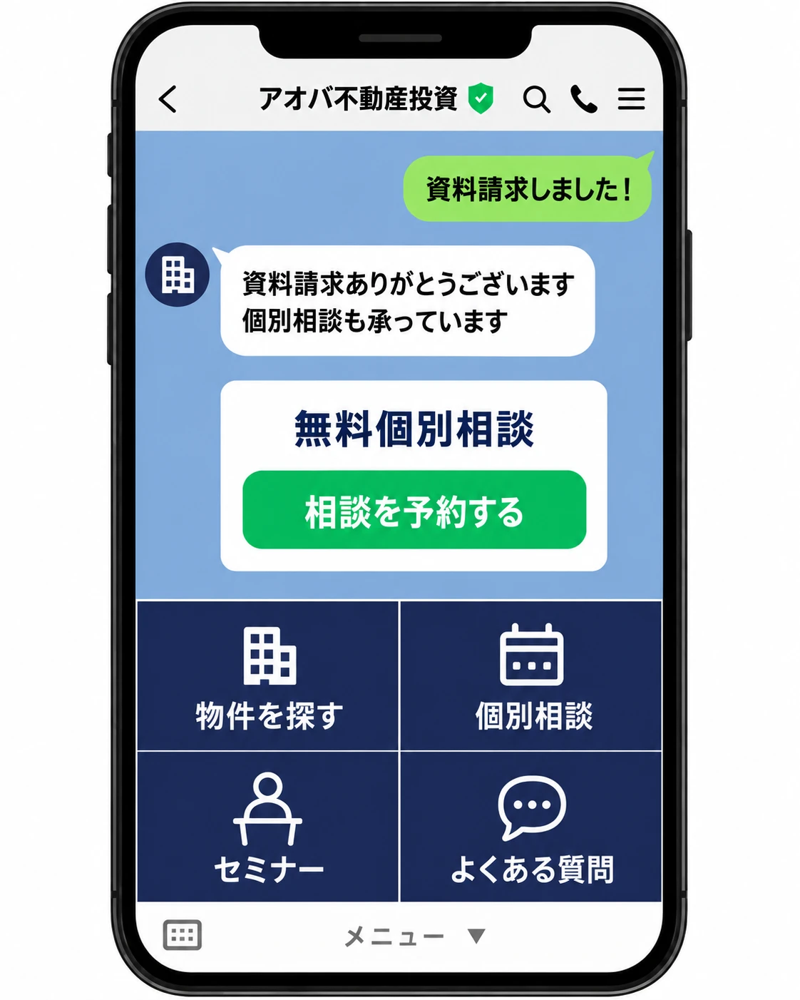 アオバ不動産投資
資料請求しました！
資料請求ありがとうございます
個別相談も承っています
無料個別相談
相談を予約する
物件を探す
個別相談
セミナー
よくある質問
メニュー ▼